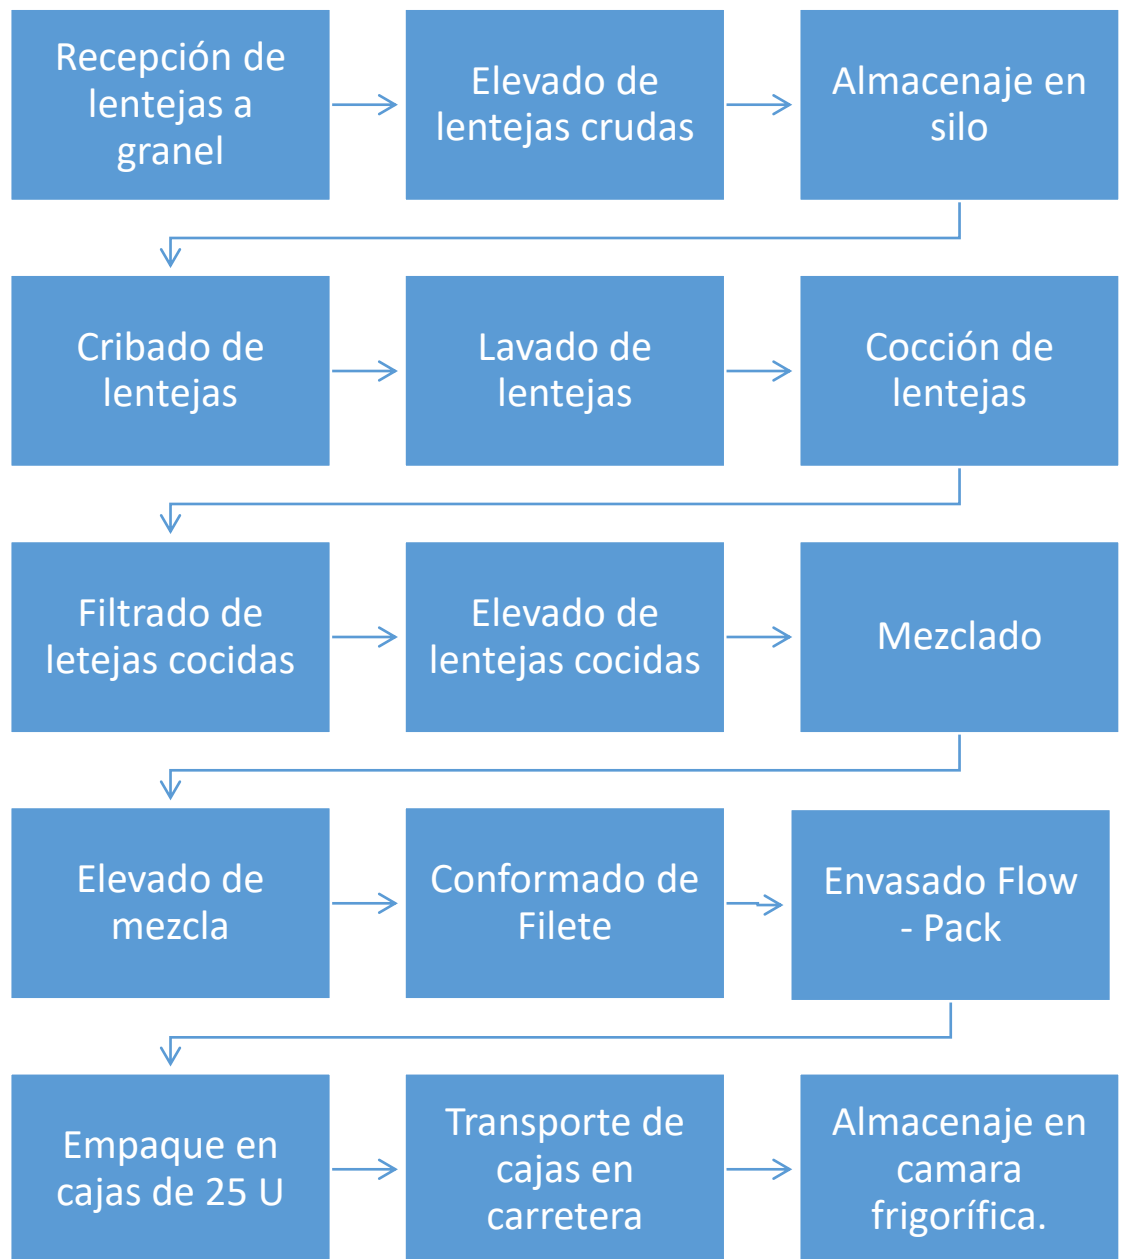 Recepción de
lentejas a
granel
Elevado de
lentejas crudas
Almacenaje en
silo
Cribado de
lentejas
Lavado de
lentejas
Cocción de
lentejas
Filtrado de
letejas cocidas
Elevado de
lentejas cocidas
Mezclado
Elevado de
mezcla
Conformado de
Filete
Envasado Flow
- Pack
Empaque en
cajas de 25 U
Transporte de
cajas en
carretera
Almacenaje en
camara
frigorífica.